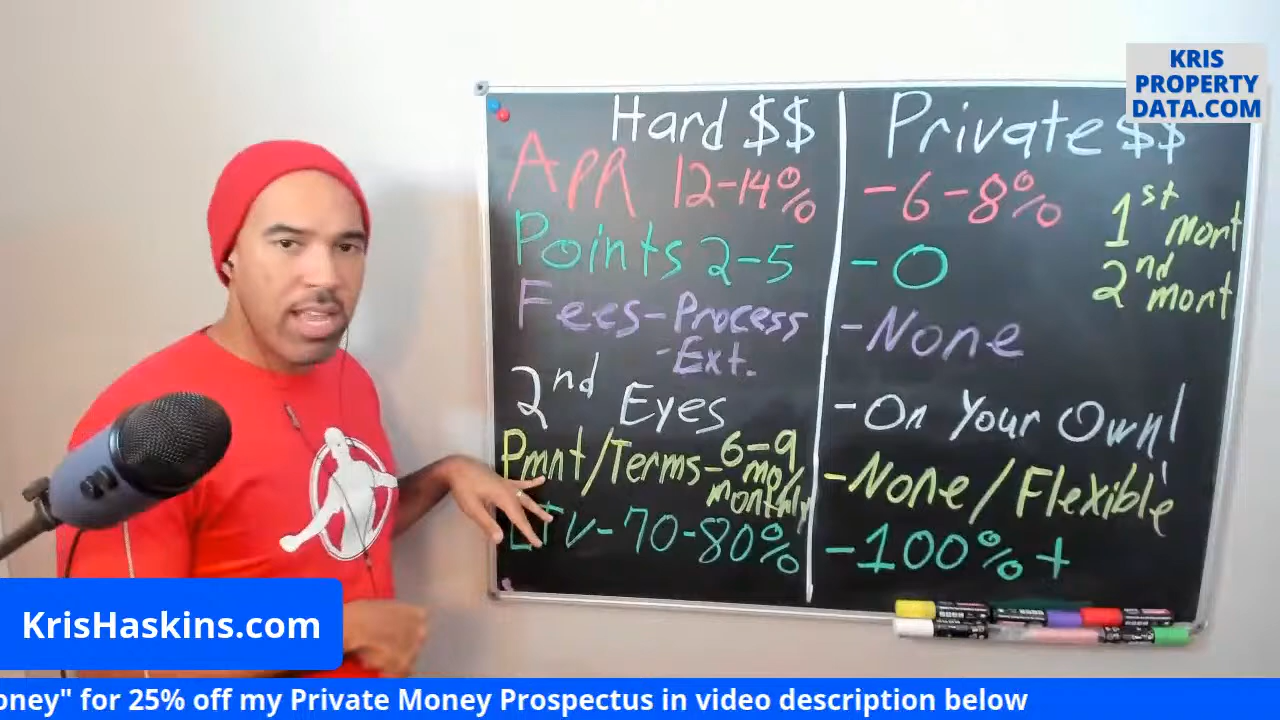 KRIS
PROPERTY
DATA.COM
Hard $$
Private $$
APR 12-14%
-6-8%
1st mort
2nd mort
Points 2-5
-0
Fees-Process
-Ext.
-None
2nd Eyes
-On Your Own!
Pmnt/Terms-6-9
mo/
monthly
-None/Flexible
LTV-70-80%
-100%+
KrisHaskins.com
oney" for 25% off my Private Money Prospectus in video description below